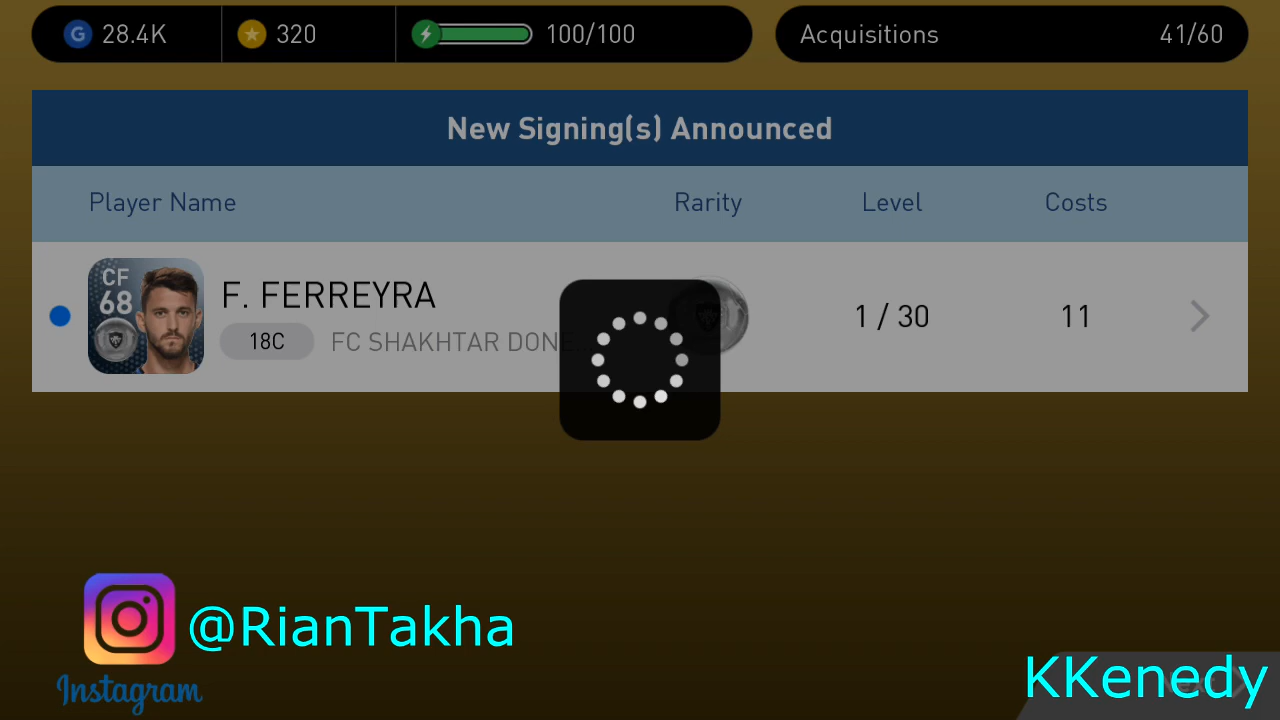 G 28.4K 320 100/100 Acquisitions 41/60
New Signing(s) Announced
Player Name Rarity Level Costs
CF
68
F. FERREYRA 1 / 30 11
18C FC SHAKHTAR DONE...
@RianTakha
Instagram
KKenedy